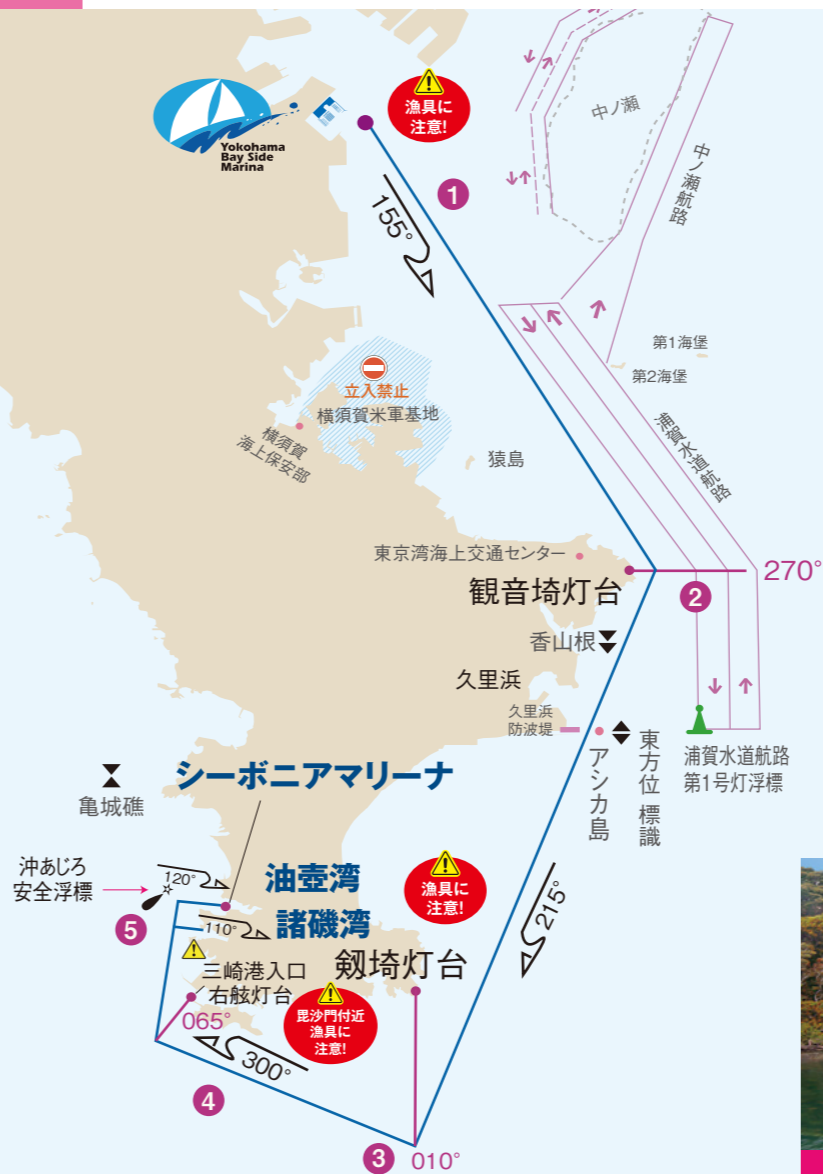 Yokohama
Bay Side
Marina
漁具に
注意!
中ノ瀬
中ノ瀬航路
1
155°
第1海堡
第2海堡
立入禁止
横須賀米軍基地
横須賀
海上保安部
猿島
浦賀水道航路
東京湾海上交通センター
観音埼灯台
270°
2
香山根
久里浜
久里浜
防波堤
アシカ島
東方位 標識
浦賀水道航路
第1号灯浮標
シーボニアマリーナ
亀城礁
沖あじろ
安全浮標
120°
油壺湾
漁具に
注意!
215°
5
110°
諸磯湾
三崎港入口
右舷灯台
剱埼灯台
毘沙門付近
漁具に
注意!
065°
300°
4
3
010°